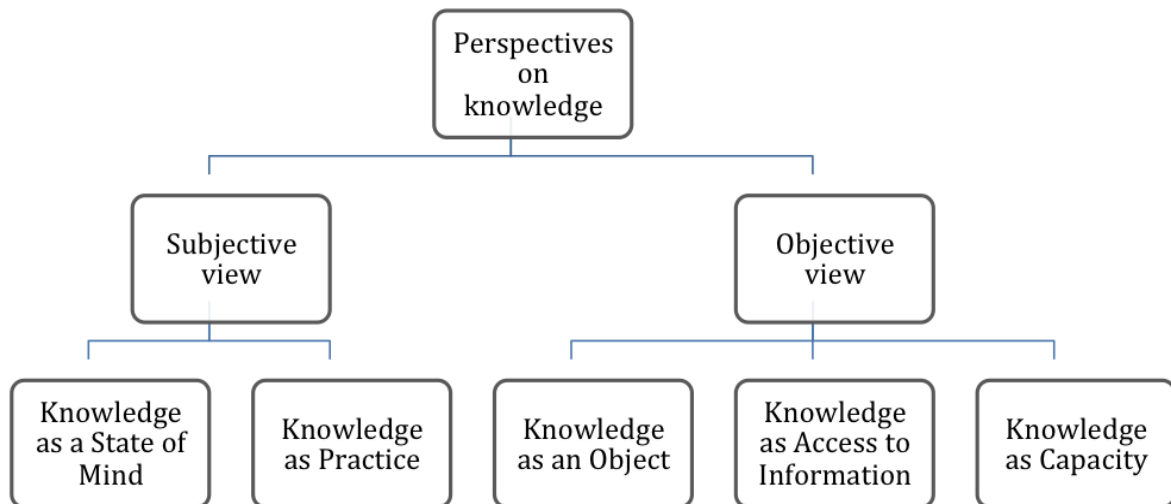 Perspectives
on
knowledge
Subjective
view
Objective
view
Knowledge
as a State of
Mind
Knowledge
as Practice
Knowledge
as an Object
Knowledge
as Access to
Information
Knowledge
as Capacity